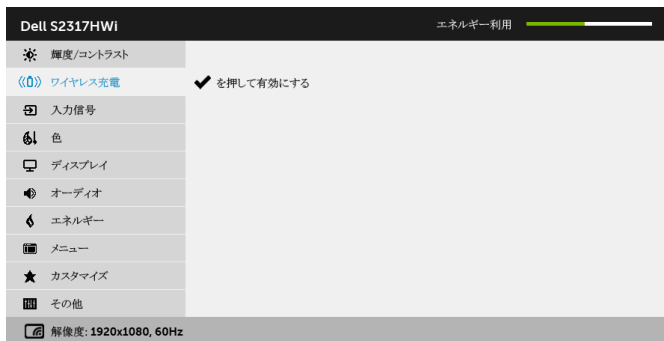 Dell S2317HWi エネルギー利用
輝度/コントラスト
ワイヤレス充電 ✔ を押して有効にする
入力信号
色
ディスプレイ
オーディオ
エネルギー
メニュー
カスタマイズ
その他
解像度: 1920x1080, 60Hz